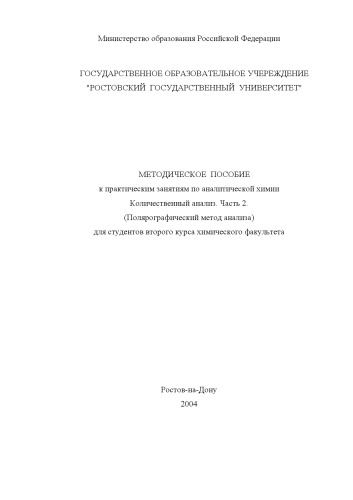 Министерство образования Российской Федерации
ГОСУДАРСТВЕННОЕ ОБРАЗОВАТЕЛЬНОЕ УЧЕРЕЖДЕНИЕ
"РОСТОВСКИЙ ГОСУДАРСТВЕННЫЙ УНИВЕРСИТЕТ"
МЕТОДИЧЕСКОЕ ПОСОБИЕ
к практическим занятиям по аналитической химии
Количественный анализ. Часть 2.
(Полярографический метод анализа)
для студентов второго курса химического факультета
Ростов-на-Дону
2004